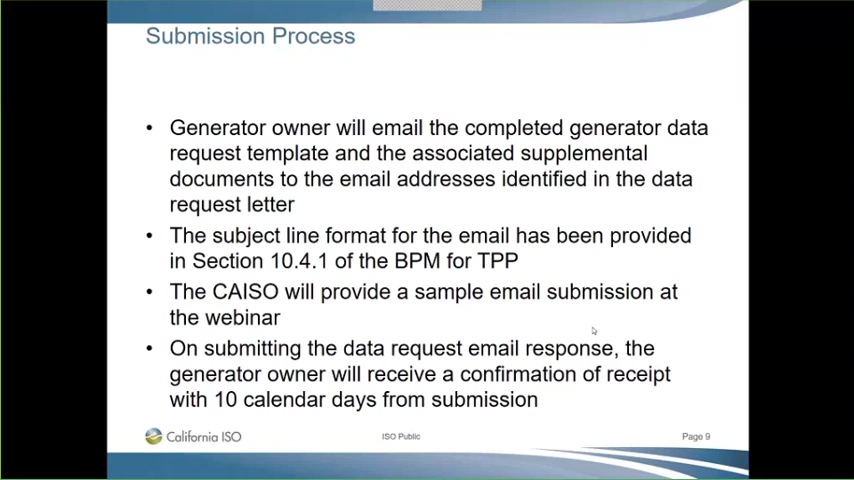 Submission Process
• Generator owner will email the completed generator data
request template and the associated supplemental
documents to the email addresses identified in the data
request letter
• The subject line format for the email has been provided
in Section 10.4.1 of the BPM for TPP
• The CAISO will provide a sample email submission at
the webinar
• On submitting the data request email response, the
generator owner will receive a confirmation of receipt
with 10 calendar days from submission
California ISO
ISO Public
Page 9